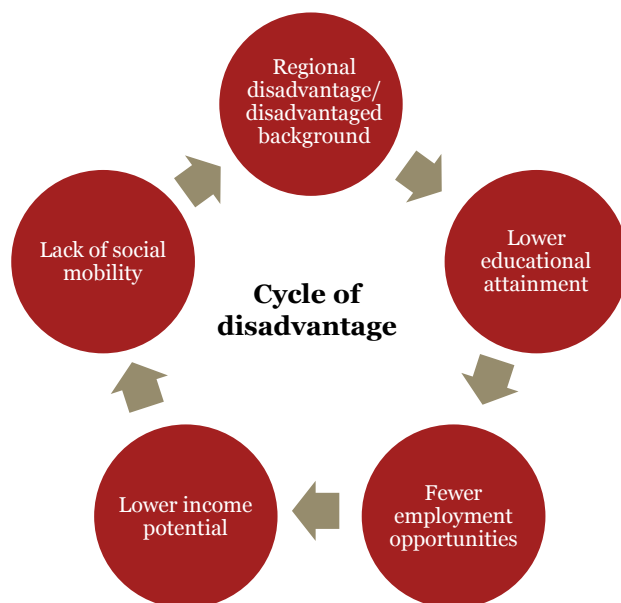 Regional
disadvantage/
disadvantaged
background
Lower
educational
attainment
Fewer
employment
opportunities
Lower income
potential
Lack of social
mobility
Cycle of
disadvantage